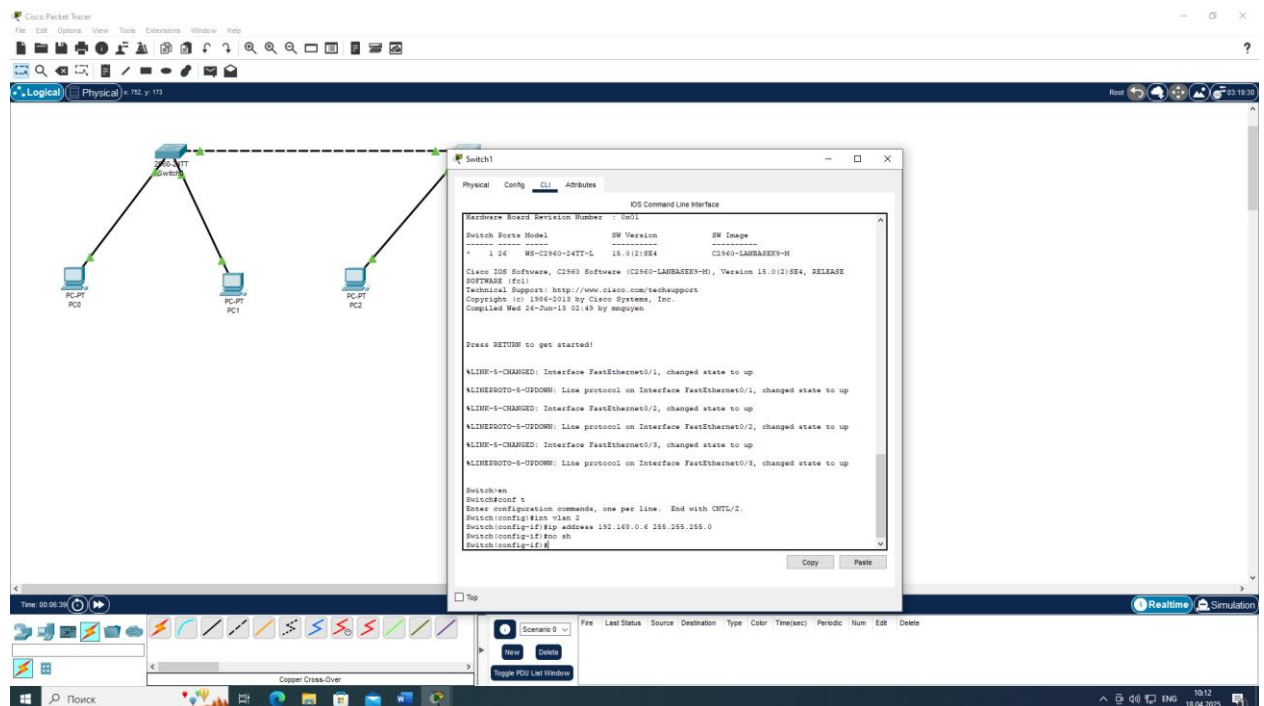 Cisco Packet Tracer
File Edit Options View Tools Extensions Window Help
?
Logical Physical x: 752, y: 173
Root 03:19:30
2960-24TT
PC-PT
PC0
PC-PT
PC1
PC-PT
PC2
Switch1
Physical Config CLI Attributes
IOS Command Line Interface
Hardware Board Revision Number : 0x01
Switch Ports Model SW Version SW Image
------ ----- ----- ---------- ----------
* 1 26 WS-C2960-24TT-L 15.0(2)SE4 C2960-LANBASEK9-M
Cisco IOS Software, C2960 Software (C2960-LANBASEK9-M), Version 15.0(2)SE4, RELEASE
SOFTWARE (fc1)
Technical Support: http://www.cisco.com/techsupport
Copyright (c) 1986-2013 by Cisco Systems, Inc.
Compiled Wed 26-Jun-13 02:49 by mnguyen
Press RETURN to get started!
%LINK-5-CHANGED: Interface FastEthernet0/1, changed state to up
%LINEPROTO-5-UPDOWN: Line protocol on Interface FastEthernet0/1, changed state to up
%LINK-5-CHANGED: Interface FastEthernet0/2, changed state to up
%LINEPROTO-5-UPDOWN: Line protocol on Interface FastEthernet0/2, changed state to up
%LINK-5-CHANGED: Interface FastEthernet0/3, changed state to up
%LINEPROTO-5-UPDOWN: Line protocol on Interface FastEthernet0/3, changed state to up
Switch>en
Switch#conf t
Enter configuration commands, one per line. End with CNTL/Z.
Switch(config)#int vlan 2
Switch(config-if)#ip address 192.168.0.6 255.255.255.0
Switch(config-if)#no sh
Switch(config-if)#
Copy Paste
Top
Time: 00:06:39
Realtime Simulation
Scenario 0
Fire Last Status Source Destination Type Color Time(sec) Periodic Num Edit Delete
New Delete
Toggle PDU List Window
Copper Cross-Over
Поиск
ENG
10:12
18.04.2025